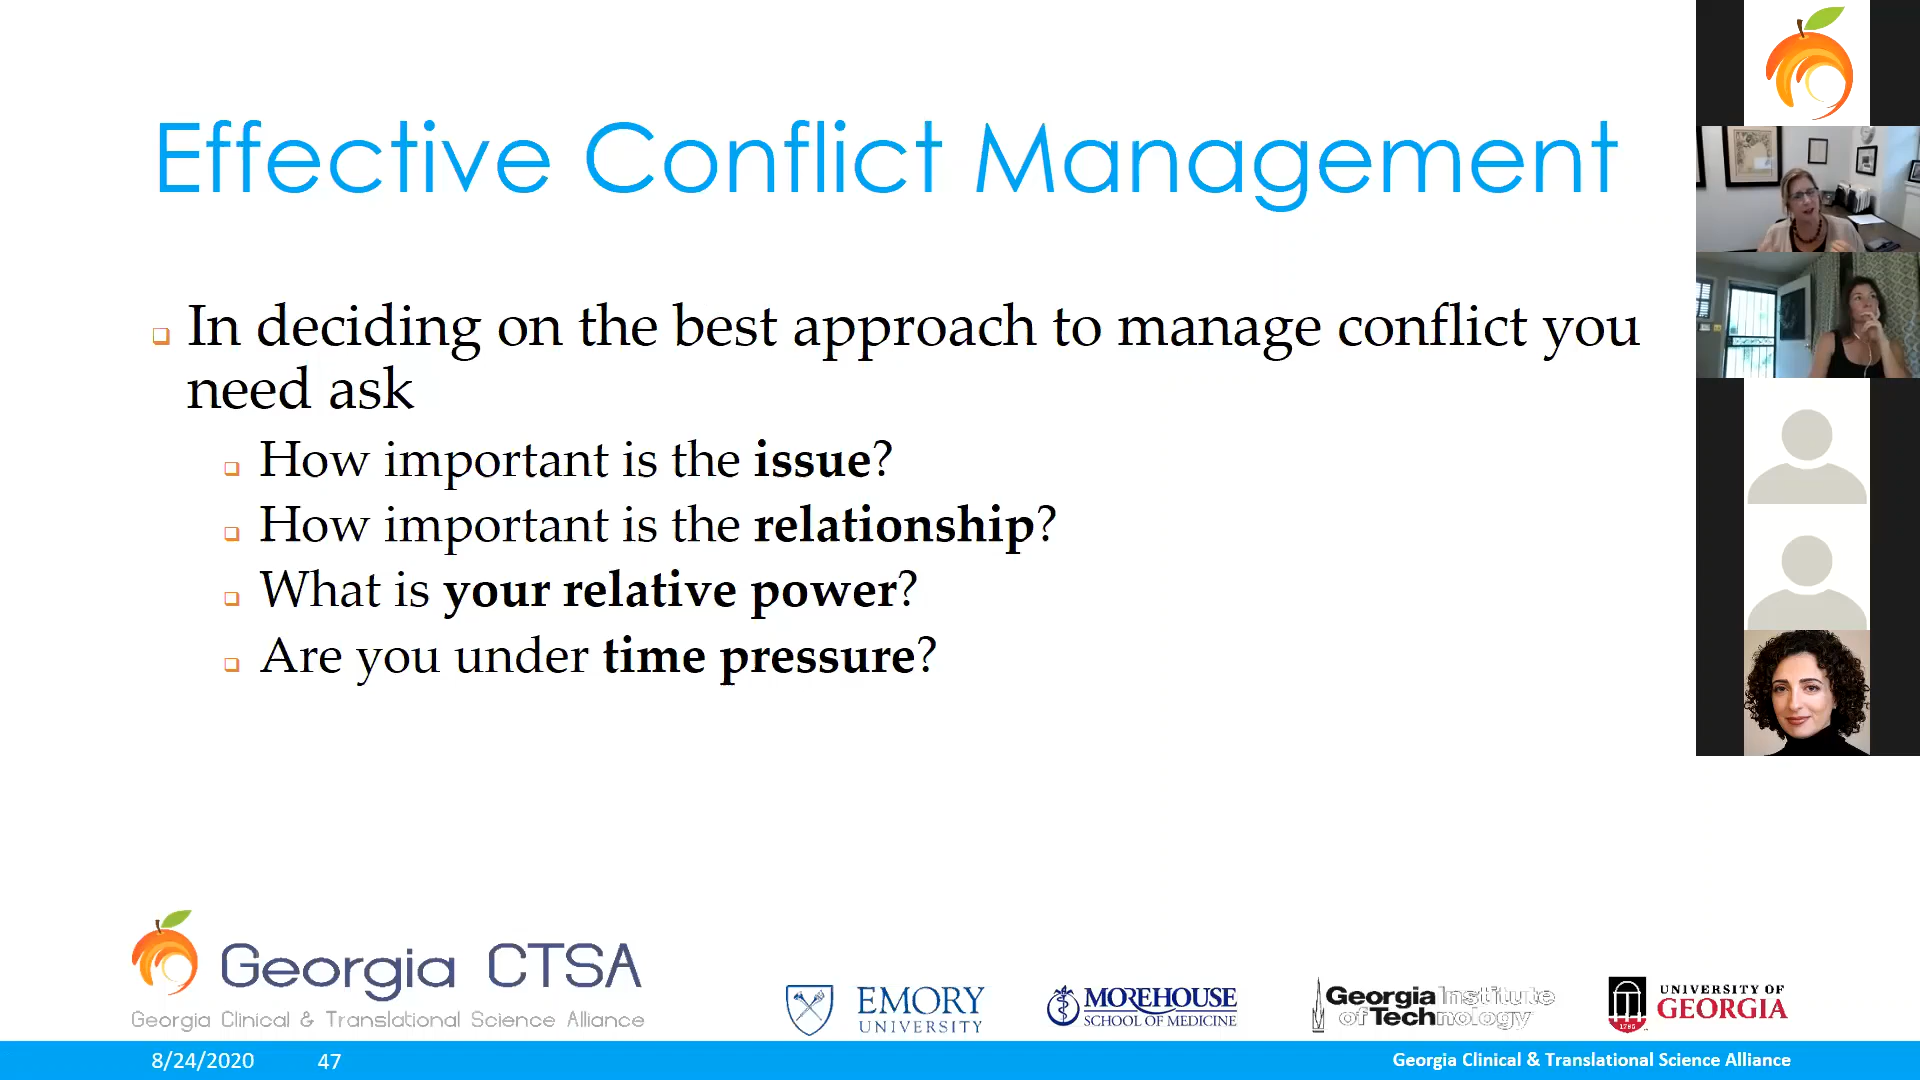 Effective Conflict Management
In deciding on the best approach to manage conflict you
need ask
How important is the issue?
How important is the relationship?
What is your relative power?
Are you under time pressure?
Georgia CTSA
Georgia Clinical & Translational Science Alliance
EMORY
UNIVERSITY
MOREHOUSE
SCHOOL OF MEDICINE
Georgia Institute
of Technology
UNIVERSITY OF
GEORGIA
1785
8/24/2020
47
Georgia Clinical & Translational Science Alliance